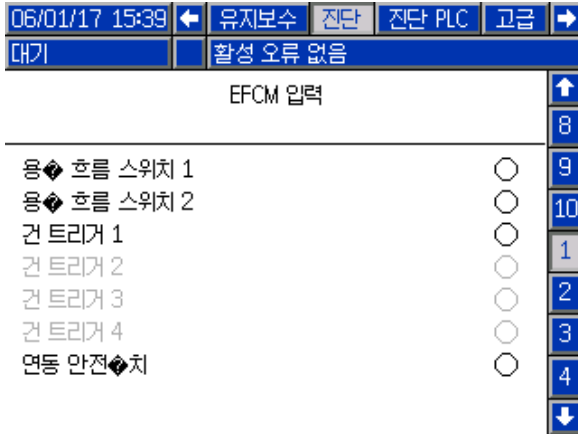 06/01/17 15:39 유지보수 진단 진단 PLC 고급
대기 활성 오류 없음
EFCM 입력
8
용� 흐름 스위치 1
9
용� 흐름 스위치 2
10
건 트리거 1
1
건 트리거 2
2
건 트리거 3
3
건 트리거 4
연동 안전�치
4